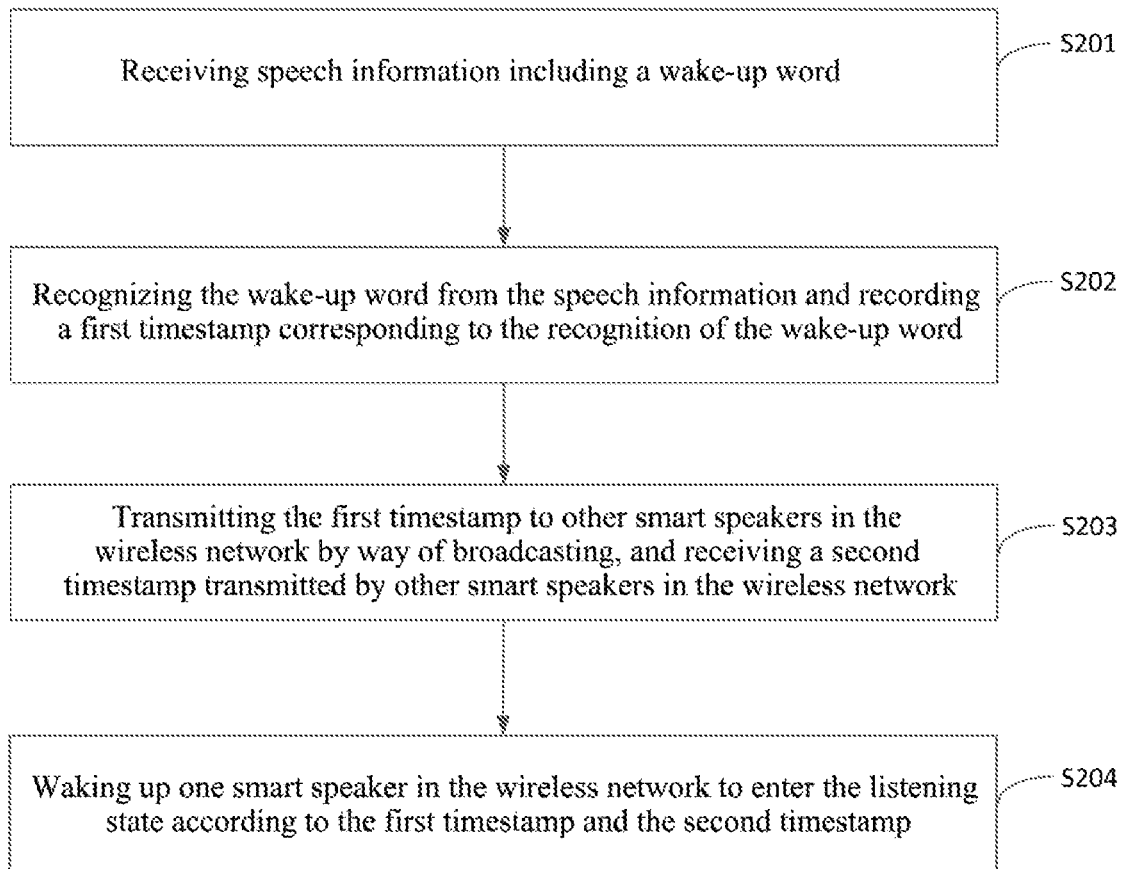 Receiving speech information including a wake-up word
S201
Recognizing the wake-up word from the speech information and recording
a first timestamp corresponding to the recognition of the wake-up word
S202
Transmitting the first timestamp to other smart speakers in the
wireless network by way of broadcasting, and receiving a second
timestamp transmitted by other smart speakers in the wireless network
S203
Waking up one smart speaker in the wireless network to enter the listening
state according to the first timestamp and the second timestamp
S204